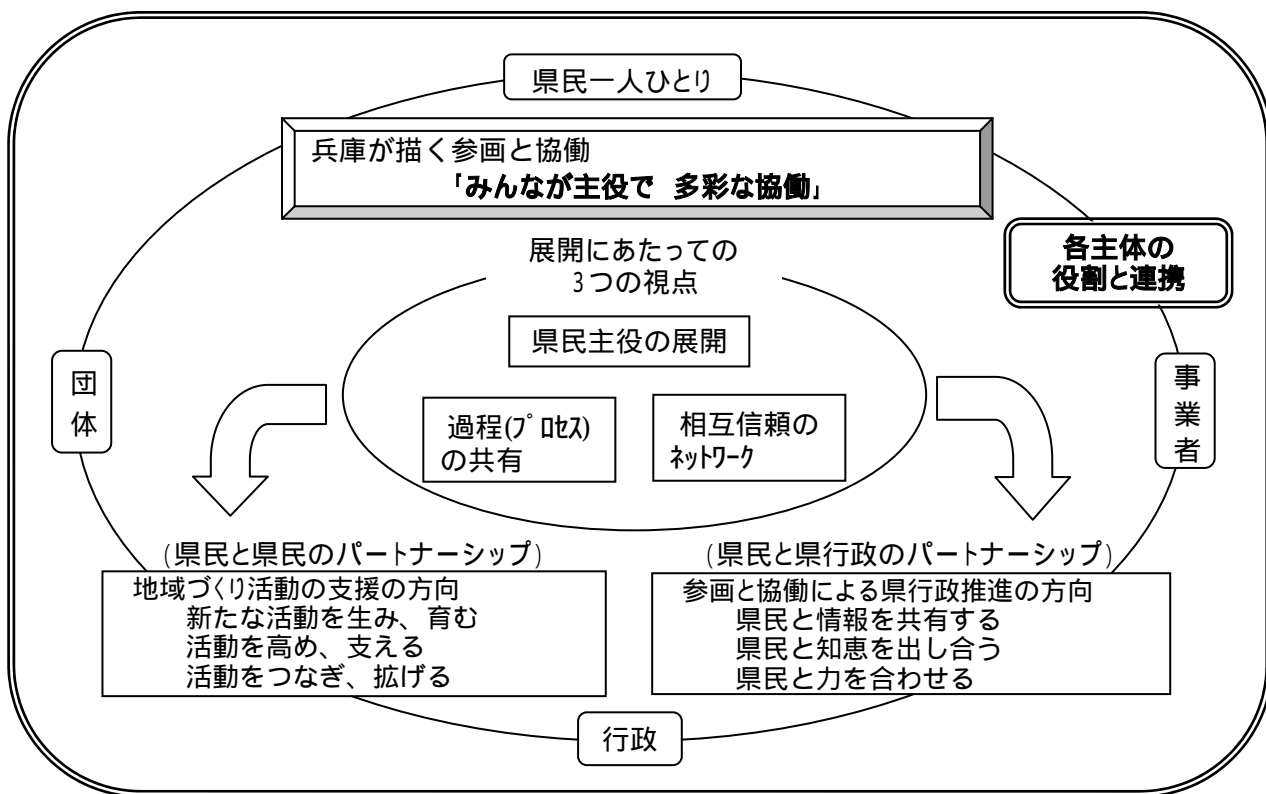 県民一人ひとり
兵庫が描く参画と協働
「みんなが主役で 多彩な協働」
各主体の
役割と連携
展開にあたっての
3つの視点
県民主役の展開
過程(ﾌﾟﾛｾｽ)
の共有
相互信頼の
ﾈｯﾄﾜｰｸ
団
体
事
業
者
(県民と県民のパートナーシップ)
地域づくり活動の支援の方向
新たな活動を生み、育む
活動を高め、支える
活動をつなぎ、拡げる
(県民と県行政のパートナーシップ)
参画と協働による県行政推進の方向
県民と情報を共有する
県民と知恵を出し合う
県民と力を合わせる
行政